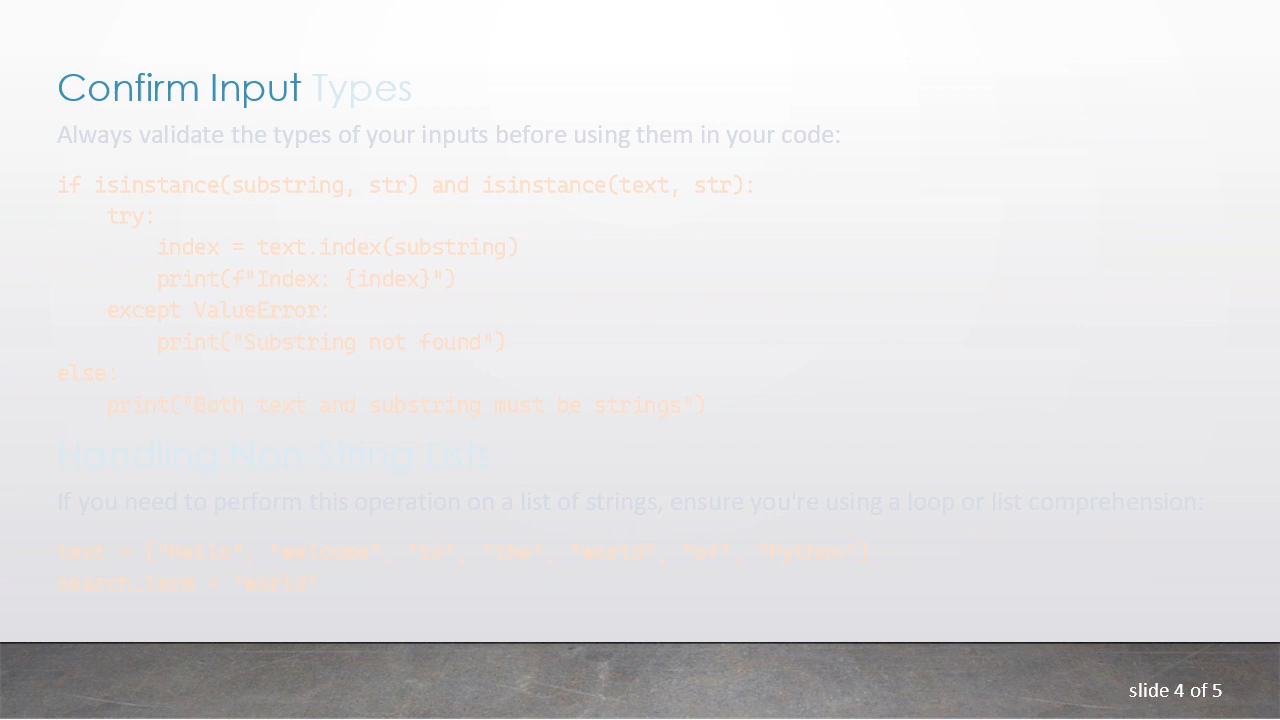 Confirm Input Types
Always validate the types of your inputs before using them in your code:
if isinstance(substring, str) and isinstance(text, str):
    try:
        index = text.index(substring)
        print(f"Index: {index}")
    except ValueError:
        print("Substring not found")
else:
    print("Both text and substring must be strings")
Handling Non-String Lists
If you need to perform this operation on a list of strings, ensure you're using a loop or list comprehension:
text = ["Hello", "welcome", "to", "the", "world", "of", "Python"]
search_term = "world"
slide 4 of 5